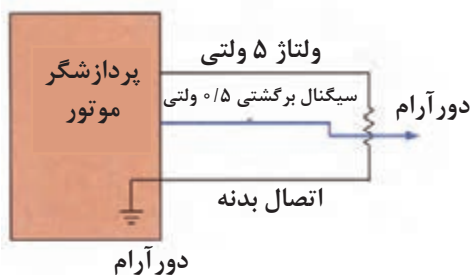 ولتاژ ۵ ولتی
پردازشگر
موتور
سیگنال برگشتی ۰/۵ ولتی
دورآرام
اتصال بدنه
دورآرام